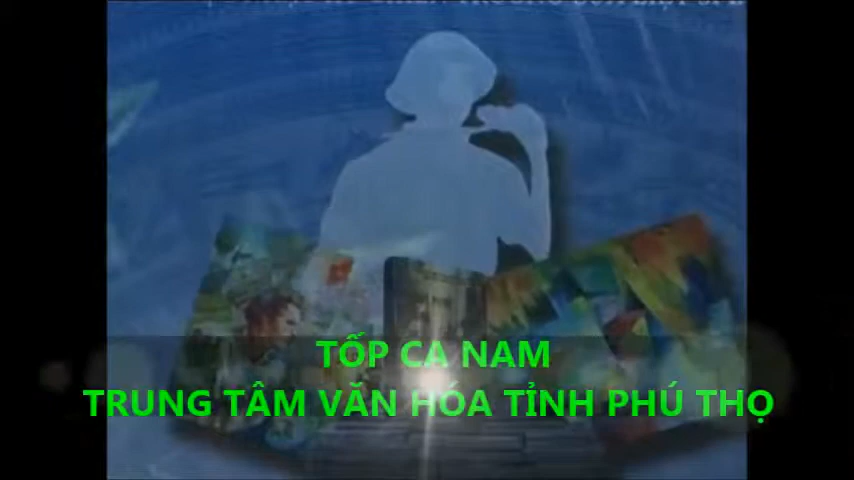 TỐP CA NAM
TRUNG TÂM VĂN HÓA TỈNH PHÚ THỌ